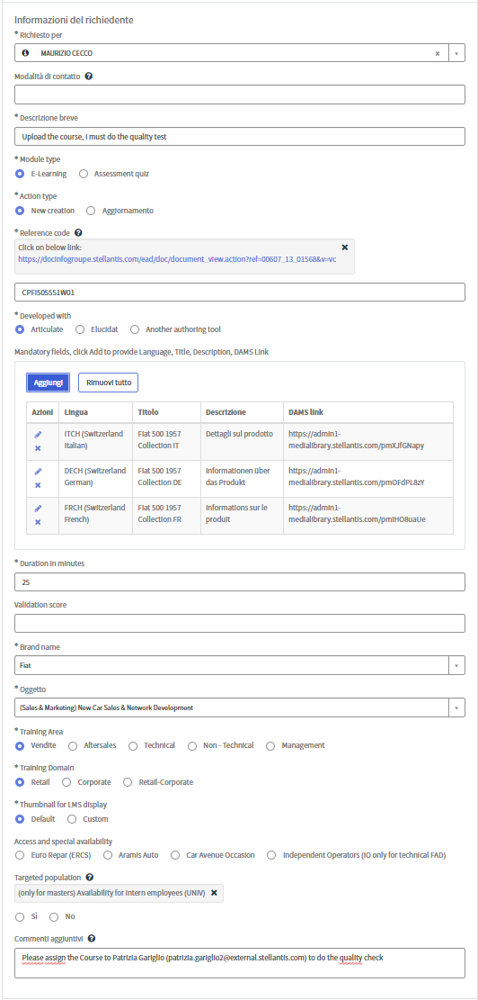 Informazioni del richiedente
* Richiesto per
MAURIZIO CECCO
Modalità di contatto
* Descrizione breve
Upload the course, I must do the quality test
* Module type
E-Learning Assessment quiz
* Action type
New creation Aggiornamento
* Reference code
Click on below link:
https://docinfogroupe.stellantis.com/ead/doc/document_view.action?ref=00607_13_01568&v=vc
CPFI505551W01
* Developed with
Articulate Elucidat Another authoring tool
Mandatory fields, click Add to provide Language, Title, Description, DAMS Link
Aggiungi Rimuovi tutto
Azioni Lingua Titolo Descrizione DAMS link
ITCH (Switzerland Fiat 500 1957 Dettagli sul prodotto https://admin1-
Italian) Collection IT medialibrary.stellantis.com/pmXJfGNapy
DECH (Switzerland Fiat 500 1957 Informationen über https://admin1-
German) Collection DE das Produkt medialibrary.stellantis.com/pmOFdPL8zY
FRCH (Switzerland Fiat 500 1957 Informations sur le https://admin1-
French) Collection FR produit medialibrary.stellantis.com/pmIHO8uaUe
* Duration in minutes
25
Validation score
* Brand name
Fiat
* Oggetto
(Sales & Marketing) New Car Sales & Network Development
* Training Area
Vendite Aftersales Technical Non - Technical Management
* Training Domain
Retail Corporate Retail-Corporate
* Thumbnail for LMS display
Default Custom
Access and special availability
Euro Repar (ERCS) Aramis Auto Car Avenue Occasion Independent Operators (IO only for technical FAD)
Targeted population
(only for masters) Availability for intern employees (UNIV)
Sì No
Commenti aggiuntivi
Please assign the Course to Patrizia Gariglio (patrizia.gariglio2@external.stellantis.com) to do the quality check